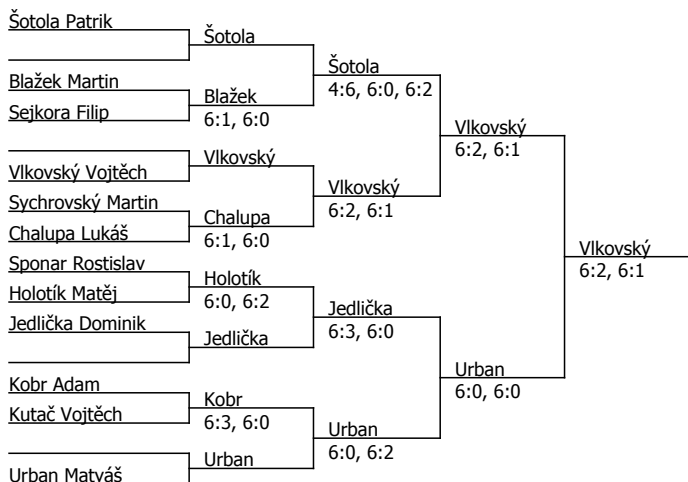 Šotola Patrik
Blažek Martin
Sejkora Filip
Vlkovský Vojtěch
Sychrovský Martin
Chalupa Lukáš
Sponar Rostislav
Holotík Matěj
Jedlička Dominik
Kobr Adam
Kutač Vojtěch
Urban Matyáš
Šotola
Blažek
6:1, 6:0
Vlkovský
Chalupa
6:1, 6:0
Holotík
6:0, 6:2
Jedlička
Kobr
6:3, 6:0
Urban
Šotola
4:6, 6:0, 6:2
Vlkovský
6:2, 6:1
Jedlička
6:3, 6:0
Urban
6:0, 6:2
Vlkovský
6:2, 6:1
Urban
6:0, 6:0
Vlkovský
6:2, 6:1